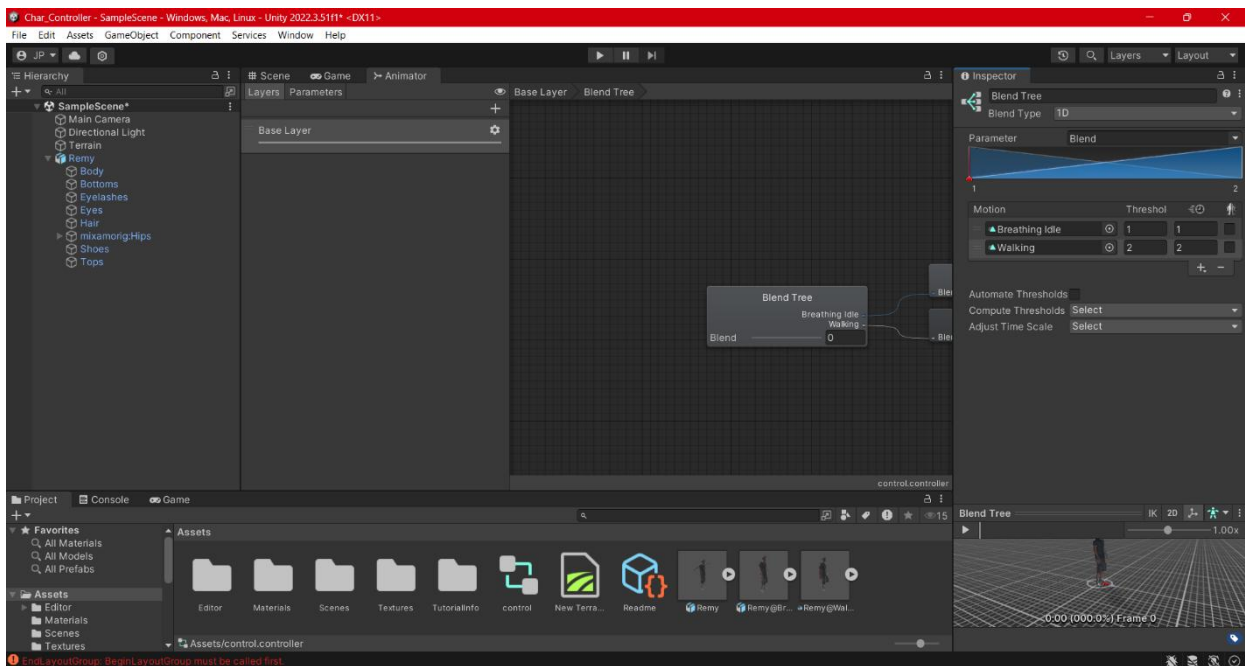 Char_Controller - SampleScene - Windows, Mac, Linux - Unity 2022.3.51f1* <DX11>
File Edit Assets GameObject Component Services Window Help
JP Layers Layout
Hierarchy
All
SampleScene*
Main Camera
Directional Light
Terrain
Remy
Body
Bottoms
Eyelashes
Eyes
Hair
mixamorig:Hips
Shoes
Tops
Scene Game Animator
Layers Parameters
Base Layer Blend Tree
Base Layer
Blend Tree
Breathing Idle
Walking
Blend 0
Ble
Ble
control.controller
Inspector
Blend Tree
Blend Type 1D
Parameter Blend
1 2
Motion Threshol
Breathing Idle 1 1
Walking 2 2
Automate Thresholds
Compute Thresholds Select
Adjust Time Scale Select
Project Console Game
15
Favorites
All Materials
All Models
All Prefabs
Assets
Editor
Materials
Scenes
Textures
Assets
Editor Materials Scenes Textures TutorialInfo control New Terra... Readme Remy Remy@Br... Remy@Wal...
Assets/control.controller
Blend Tree IK 2D
1.00x
0:00 (000.0%) Frame 0
EndLayoutGroup: BeginLayoutGroup must be called first.